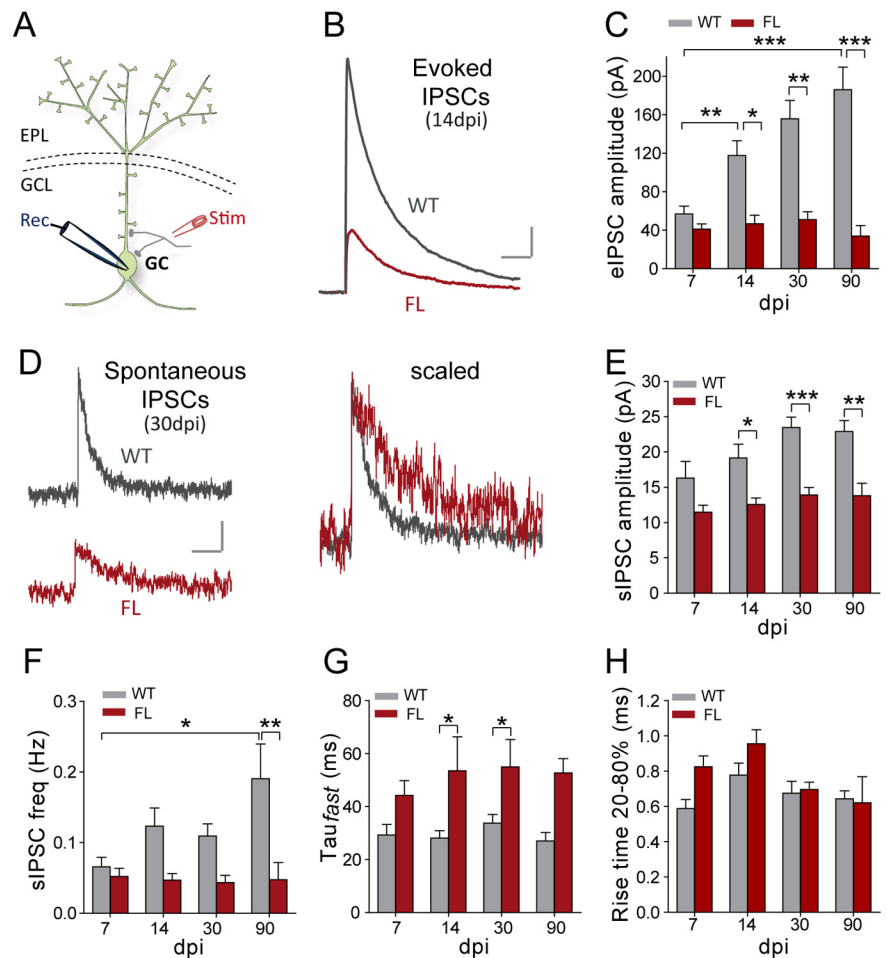 A
EPL
GCL
Rec
Stim
GC
B
Evoked
IPSCs
(14dpi)
WT
FL
C
WT FL
*** ***
**
** *
eIPSC amplitude (pA)
200
160
120
80
40
0
7 14 30 90
dpi
D
Spontaneous
IPSCs
(30dpi)
WT
FL
scaled
E
WT
FL
* *** **
sIPSC amplitude (pA)
30
25
20
15
10
5
0
7 14 30 90
dpi
F
WT
FL
* **
sIPSC freq (Hz)
0.3
0.2
0.1
0.0
7 14 30 90
dpi
G
WT
FL
* *
Taufast (ms)
80
60
40
20
0
7 14 30 90
dpi
H
WT
FL
Rise time 20-80% (ms)
1.2
1.0
0.8
0.6
0.4
0.2
0.0
7 14 30 90
dpi